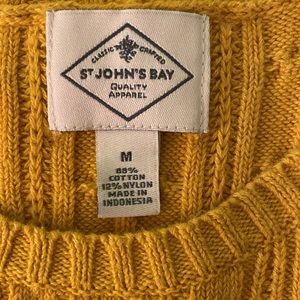 CLASSIC CRAFTED
ST JOHN'S BAY
QUALITY
APPAREL
M
88%
COTTON
12% NYLON
MADE IN
INDONESIA